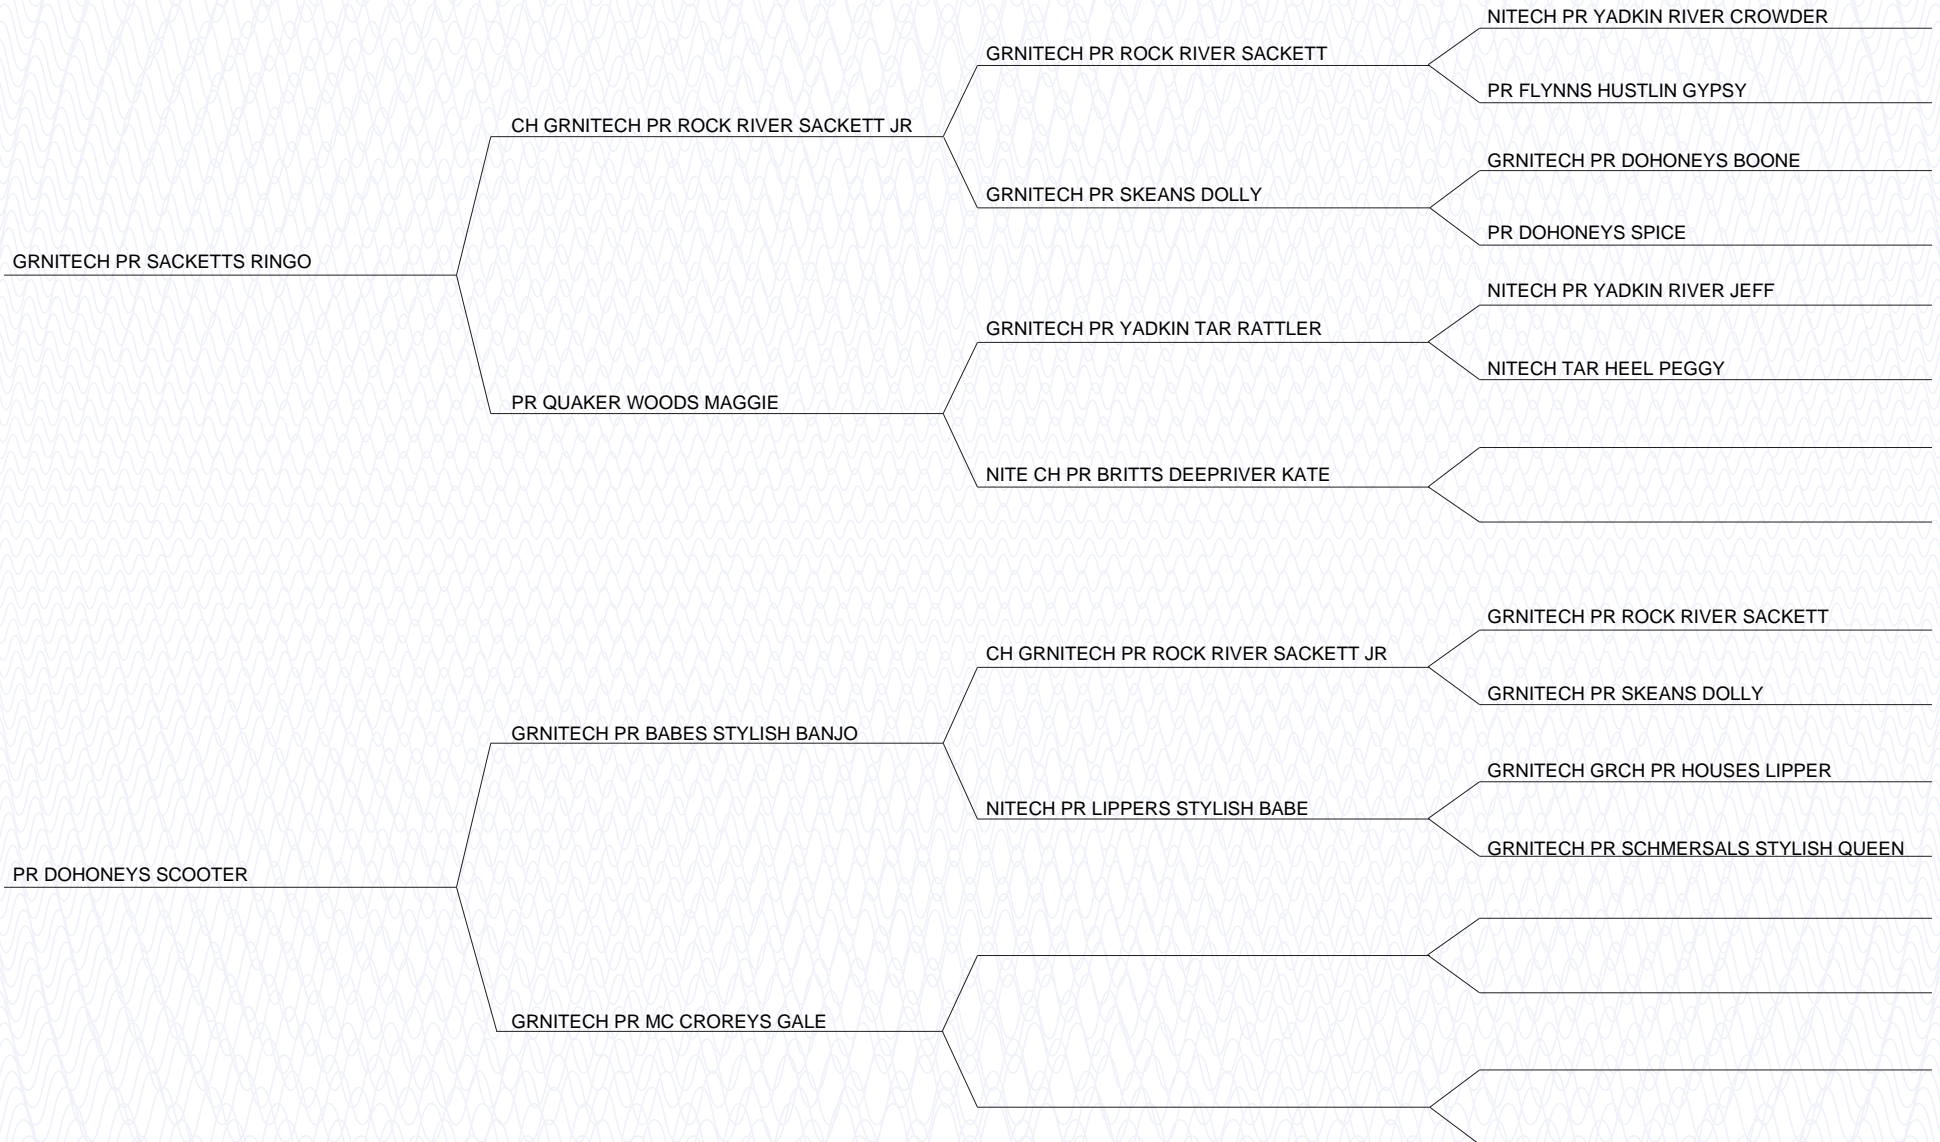 NITECH PR YADKIN RIVER CROWDER
GRNITECH PR ROCK RIVER SACKETT
PR FLYNNS HUSTLIN GYPSY
CH GRNITECH PR ROCK RIVER SACKETT JR
GRNITECH PR DOHONEYS BOONE
GRNITECH PR SKEANS DOLLY
PR DOHONEYS SPICE
GRNITECH PR SACKETTS RINGO
NITECH PR YADKIN RIVER JEFF
GRNITECH PR YADKIN TAR RATTLER
NITECH TAR HEEL PEGGY
PR QUAKER WOODS MAGGIE
NITE CH PR BRITTS DEEPRIVER KATE
GRNITECH PR ROCK RIVER SACKETT
CH GRNITECH PR ROCK RIVER SACKETT JR
GRNITECH PR SKEANS DOLLY
GRNITECH PR BABES STYLISH BANJO
GRNITECH GRCH PR HOUSES LIPPER
NITECH PR LIPPERS STYLISH BABE
GRNITECH PR SCHMERSALS STYLISH QUEEN
PR DOHONEYS SCOOTER
GRNITECH PR MC CROREYS GALE